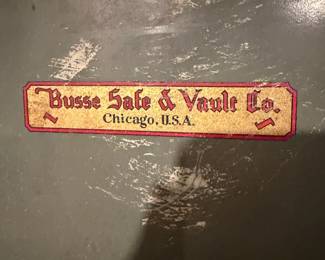 Busse Safe & Vault Co.
Chicago, U.S.A.